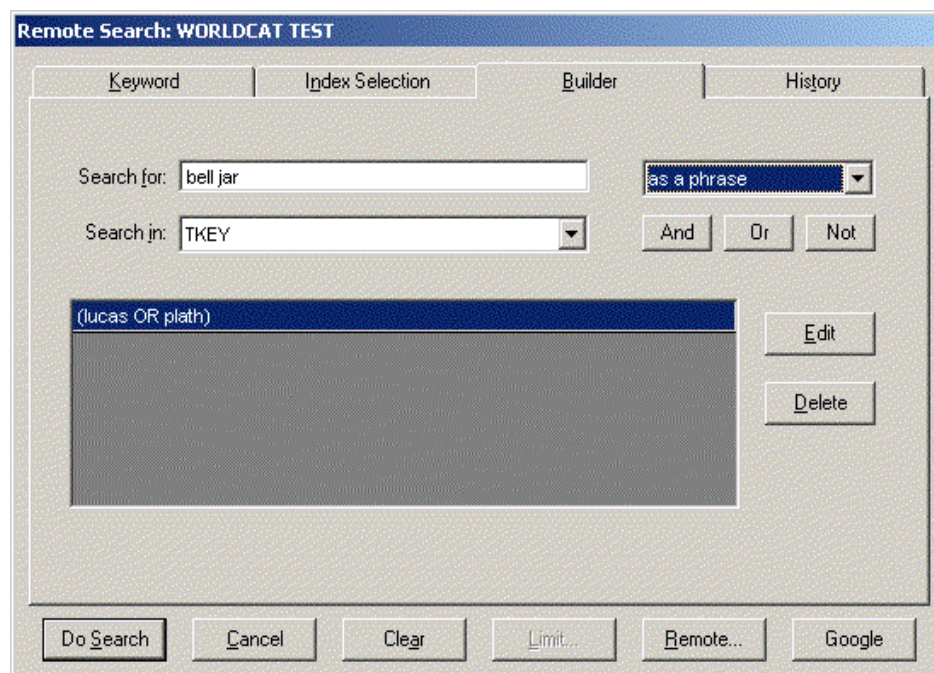 Remote Search: WORLDCAT TEST
Keyword Index Selection Builder History
Search for: bell jar as a phrase
Search in: TKEY And Or Not
(lucas OR plath)
Edit
Delete
Do Search Cancel Clear Limit... Remote... Google